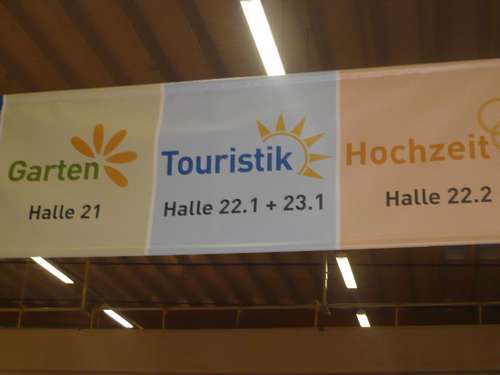 Garten
Halle 21
Touristik
Halle 22.1 + 23.1
Hochzeit
Halle 22.2